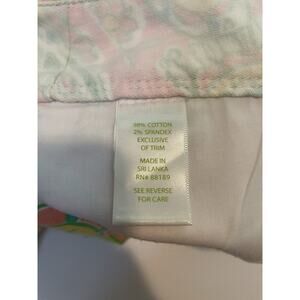 98% COTTON
2% SPANDEX
EXCLUSIVE
OF TRIM
MADE IN
SRI LANKA
RN# 88189
SEE REVERSE
FOR CARE